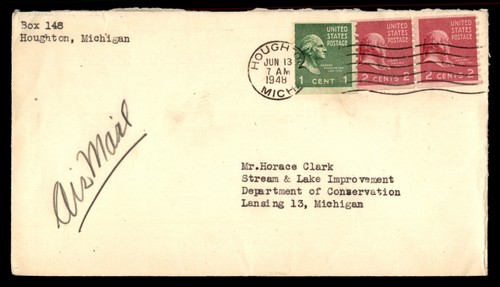 Box 148
Houghton, Michigan
HOUGH
JUN 13
7 AM
1948
MICH
UNITED
STATES
POSTAGE
1 CENT 1
UNITED
STATES
POSTAGE
2 CENTS 2
UNITED
STATES
POSTAGE
2 CENTS 2
Air Mail
Mr.Horace Clark
Stream & Lake Improvement
Department of Conservation
Lansing 13, Michigan